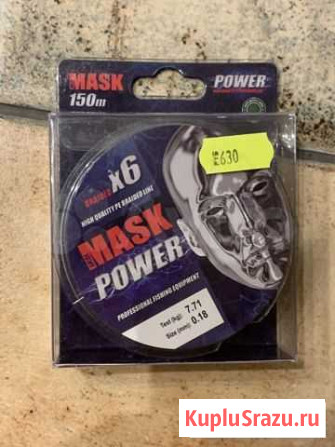 MASK
150m
POWER
630
BRAIDED X6
HIGH QUALITY PE BRAIDED LINE
MASK
POWER
PROFESSIONAL FISHING EQUIPMENT
Test (kg): 7.71
Size (mm): 0.18
KupluSrazu.ru